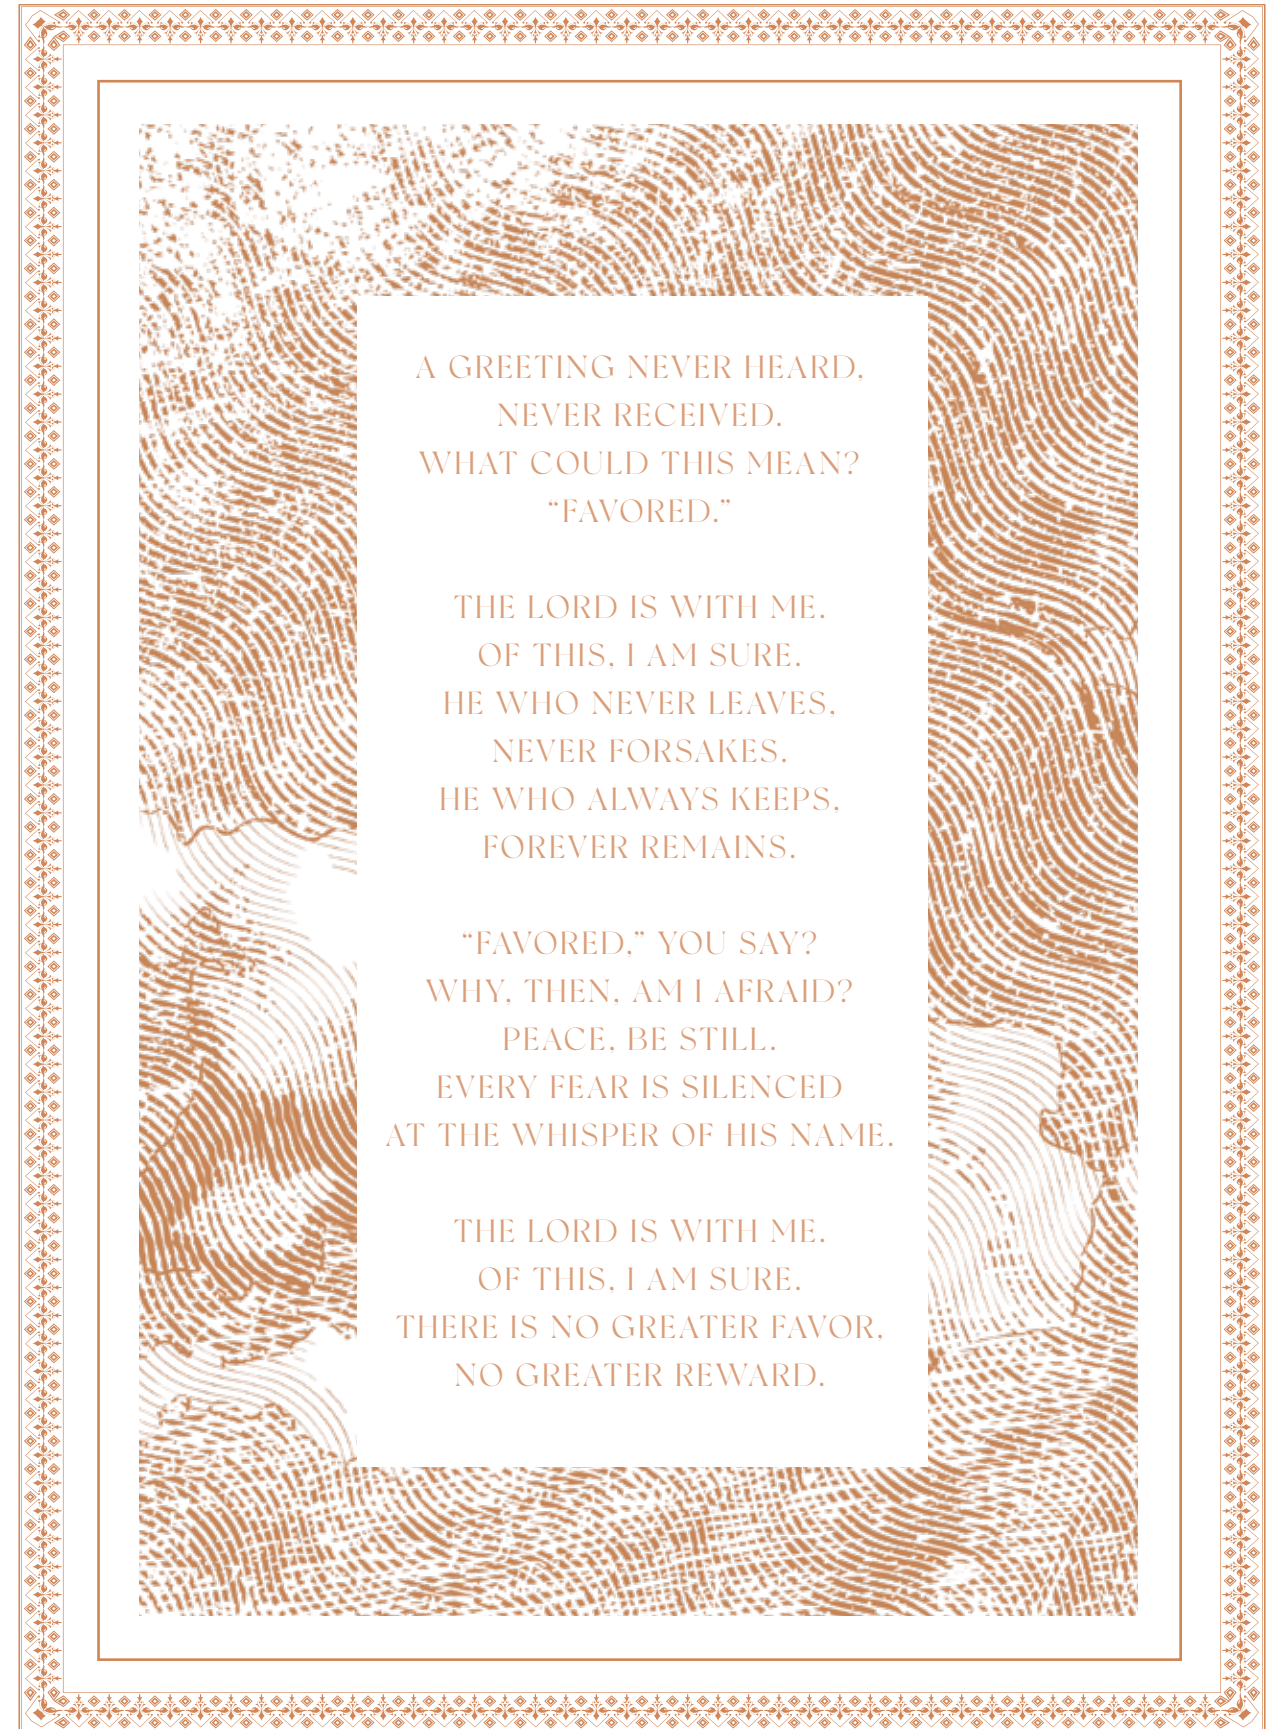 A GREETING NEVER HEARD,
NEVER RECEIVED.
WHAT COULD THIS MEAN?
“FAVORED.”
THE LORD IS WITH ME.
OF THIS, I AM SURE.
HE WHO NEVER LEAVES,
NEVER FORSAKES.
HE WHO ALWAYS KEEPS,
FOREVER REMAINS.
“FAVORED,” YOU SAY?
WHY, THEN, AM I AFRAID?
PEACE, BE STILL.
EVERY FEAR IS SILENCED
AT THE WHISPER OF HIS NAME.
THE LORD IS WITH ME.
OF THIS, I AM SURE.
THERE IS NO GREATER FAVOR,
NO GREATER REWARD.